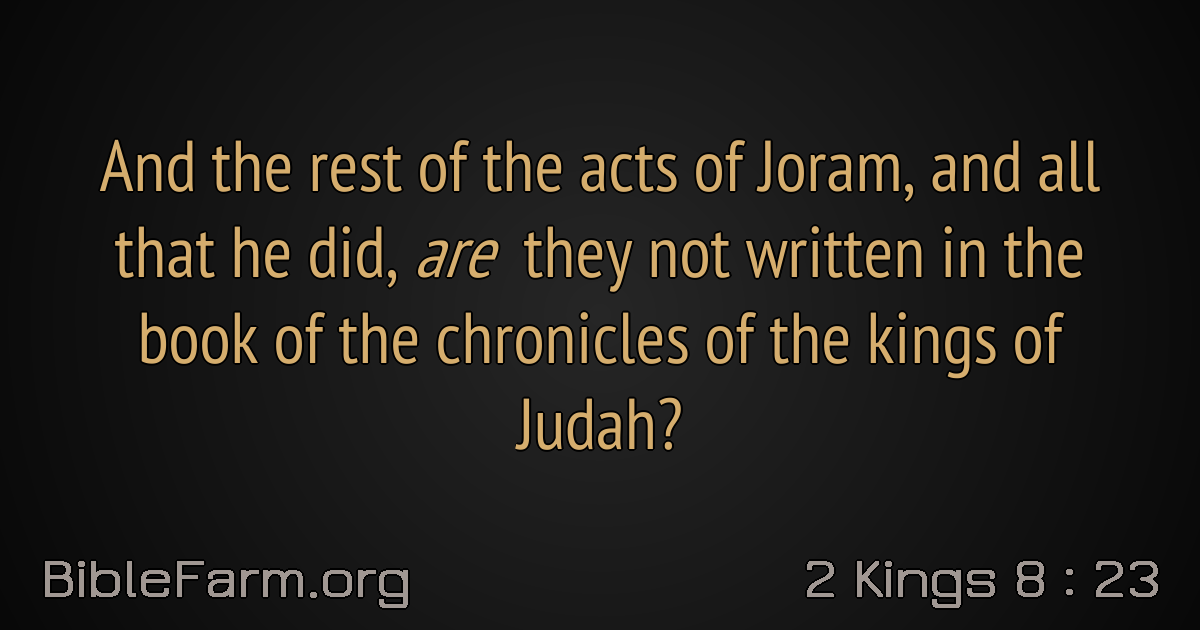 And the rest of the acts of Joram, and all
that he did, are they not written in the
book of the chronicles of the kings of
Judah?
BibleFarm.org
2 Kings 8 : 23